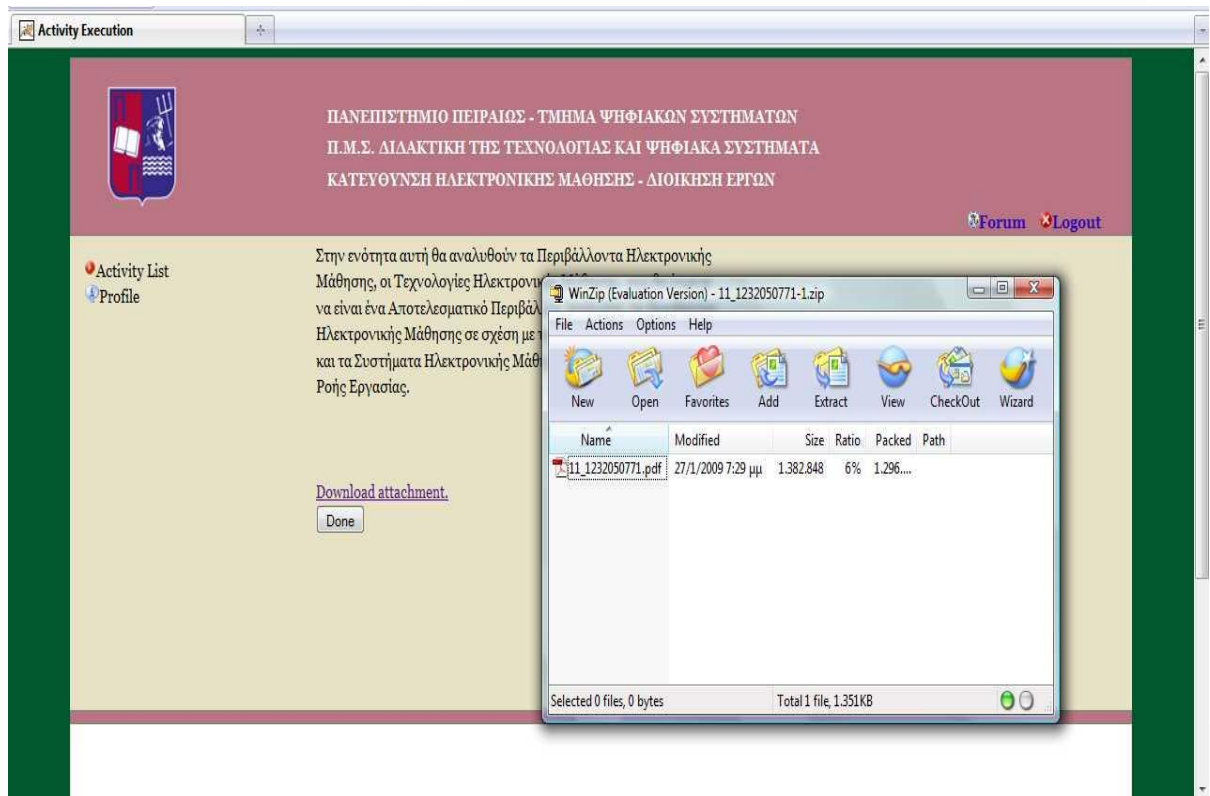 Activity Execution
ΠΑΝΕΠΙΣΤΗΜΙΟ ΠΕΙΡΑΙΩΣ - ΤΜΗΜΑ ΨΗΦΙΑΚΩΝ ΣΥΣΤΗΜΑΤΩΝ
Π.Μ.Σ. ΔΙΔΑΚΤΙΚΗ ΤΗΣ ΤΕΧΝΟΛΟΓΙΑΣ ΚΑΙ ΨΗΦΙΑΚΑ ΣΥΣΤΗΜΑΤΑ
ΚΑΤΕΥΘΥΝΣΗ ΗΛΕΚΤΡΟΝΙΚΗΣ ΜΑΘΗΣΗΣ - ΔΙΟΙΚΗΣΗ ΕΡΓΩΝ
Forum Logout
Activity List
Profile
Στην ενότητα αυτή θα αναλυθούν τα Περιβάλλοντα Ηλεκτρονικής
Μάθησης, οι Τεχνολογίες
να είναι ένα Αποτελεσματικό
Ηλεκτρονικής Μάθησης σε σχέση με
και τα Συστήματα Ηλεκτρονικής
Ροής Εργασίας.
Download attachment.
Done
WinZip (Evaluation Version) - 11_1232050771-1.zip
File Actions Options Help
New Open Favorites Add Extract View CheckOut Wizard
Name Modified Size Ratio Packed Path
11_1232050771.pdf 27/1/2009 7:29 μμ 1.382.848 6% 1.296....
Selected 0 files, 0 bytes Total 1 file, 1.351KB